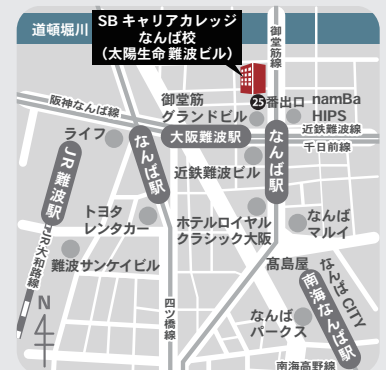 道頓堀川
SB キャリアカレッジ
なんば校
（太陽生命 難波ビル）
御堂筋線
阪神なんば線
御堂筋
グランドビル
25番出口
namBa
HIPS
近鉄難波線
千日前線
ライフ
なんば駅
大阪難波駅
なんば駅
近鉄難波ビル
JR 難波駅
JR大和路線
トヨタ
レンタカー
ホテルロイヤル
クラシック大阪
なんば
マルイ
難波サンケイビル
髙島屋
なんばCITY
南海なんば駅
四ツ橋線
なんば
パークス
N
南海高野線